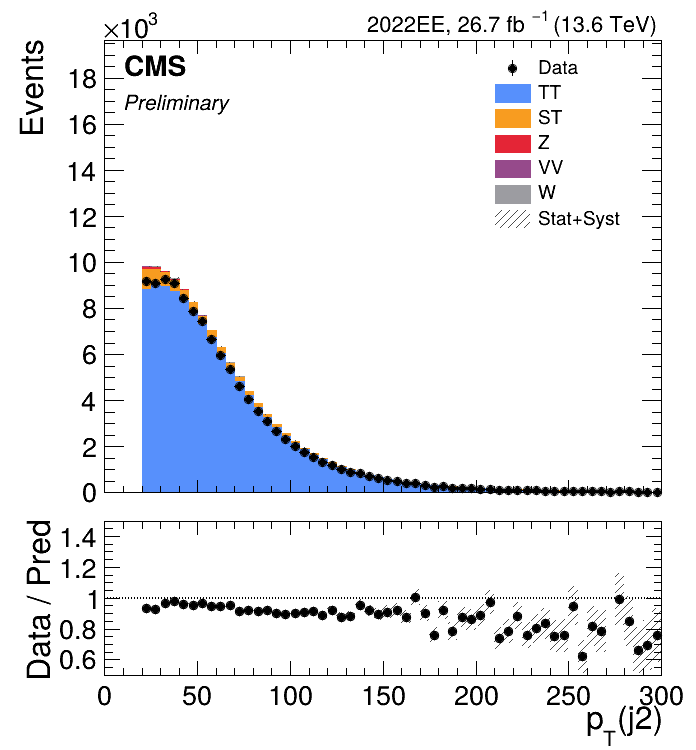 ×10³
2022EE, 26.7 fb⁻¹ (13.6 TeV)
CMS
Preliminary
Events
18
16
14
12
10
8
6
4
2
0
Data
TT
ST
Z
VV
W
Stat+Syst
Data / Pred
1.4
1.2
1
0.8
0.6
0 50 100 150 200 250 300
p_T(j2)